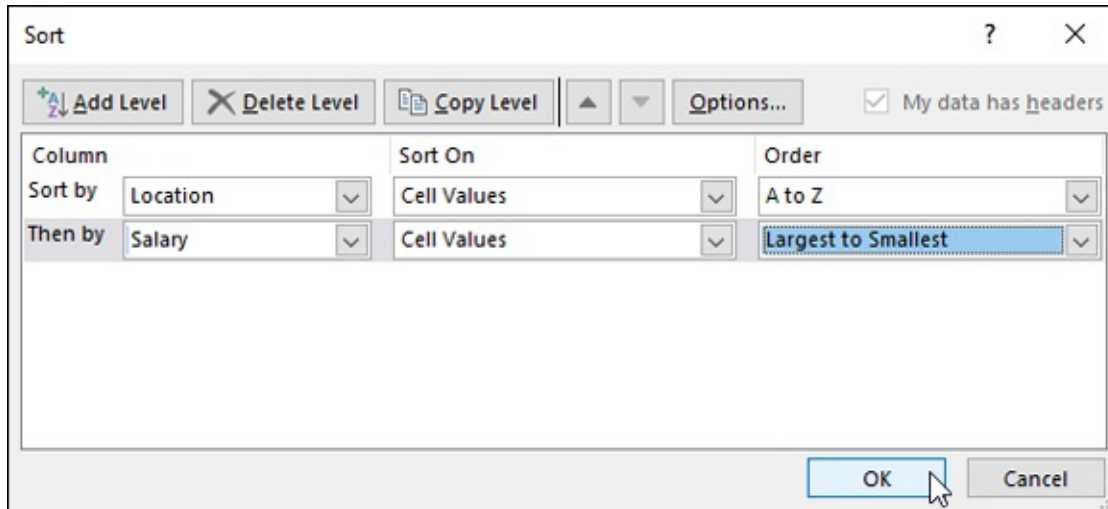 Sort ?
Add Level Delete Level Copy Level Options... My data has headers
Column Sort On Order
Sort by Location Cell Values A to Z
Then by Salary Cell Values Largest to Smallest
OK Cancel